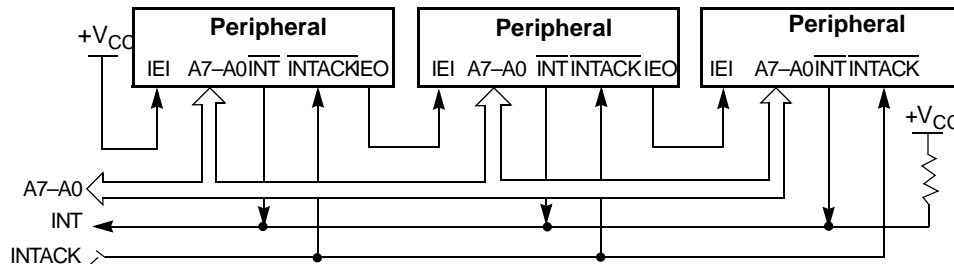 Peripheral Peripheral Peripheral
+VCC
IEI A7–A0 INT INTACK IEO IEI A7–A0 INT INTACK IEO IEI A7–A0 INT INTACK
+VCC
A7–A0
INT
INTACK